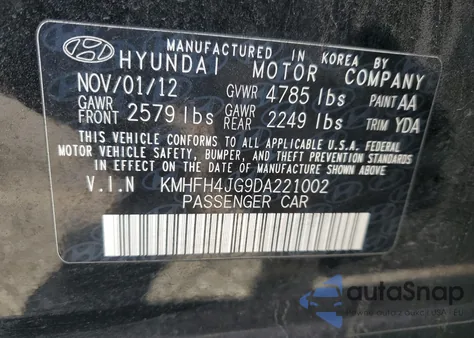 MANUFACTURED IN KOREA BY
HYUNDAI MOTOR COMPANY
NOV/01/12 GVWR 4785 lbs PAINT AA
GAWR FRONT 2579 lbs GAWR REAR 2249 lbs TRIM YDA
THIS VEHICLE CONFORMS TO ALL APPLICABLE U.S.A. FEDERAL
MOTOR VEHICLE SAFETY, BUMPER, AND THEFT PREVENTION STANDARDS
IN EFFECT ON THE DATE OF MANUFACTURE SHOWN ABOVE.
V.I.N KMHFH4JG9DA221002
PASSENGER CAR
autoSnap